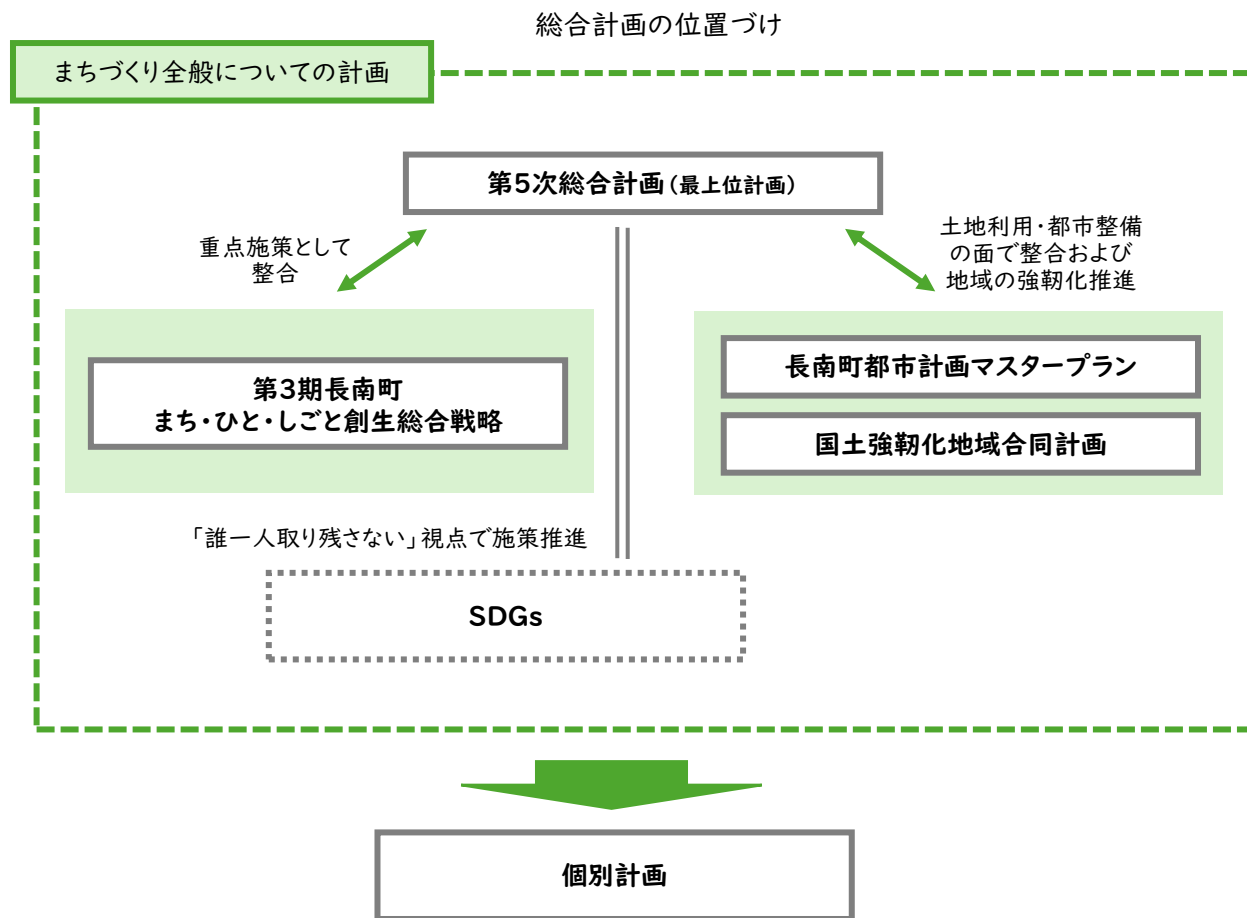 総合計画の位置づけ
まちづくり全般についての計画
第5次総合計画(最上位計画)
重点施策として
整合
土地利用・都市整備
の面で整合および
地域の強靭化推進
第3期長南町
まち・ひと・しごと創生総合戦略
長南町都市計画マスタープラン
国土強靭化地域合同計画
「誰一人取り残さない」視点で施策推進
SDGs
個別計画